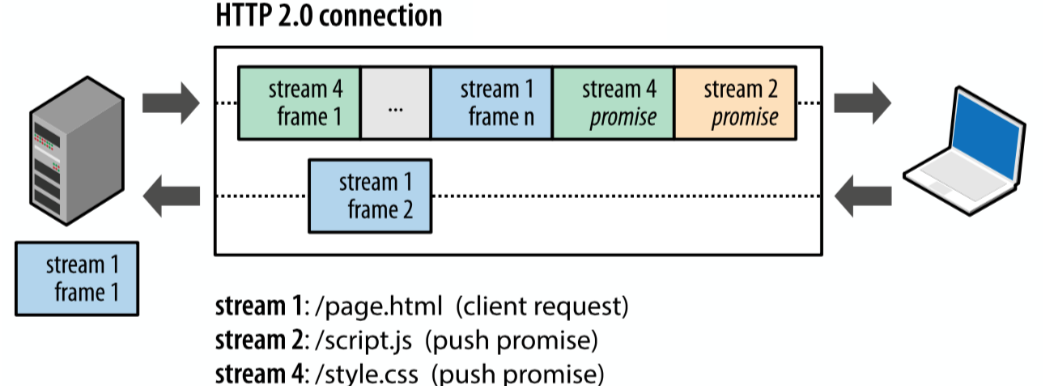 HTTP 2.0 connection
stream 4
frame 1
...
stream 1
frame n
stream 4
promise
stream 2
promise
stream 1
frame 2
stream 1
frame 1
stream 1: /page.html (client request)
stream 2: /script.js (push promise)
stream 4: /style.css (push promise)